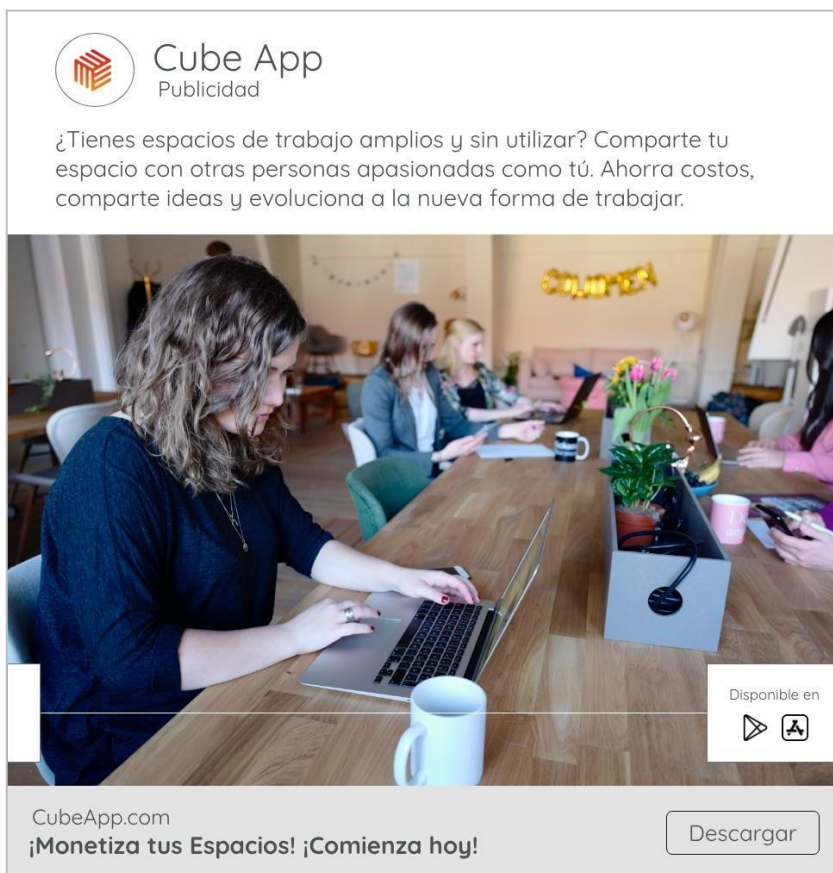 Cube App
Publicidad
¿Tienes espacios de trabajo amplios y sin utilizar? Comparte tu
espacio con otras personas apasionadas como tú. Ahorra costos,
comparte ideas y evoluciona a la nueva forma de trabajar.
Disponible en
CubeApp.com
¡Monetiza tus Espacios! ¡Comienza hoy!
Descargar